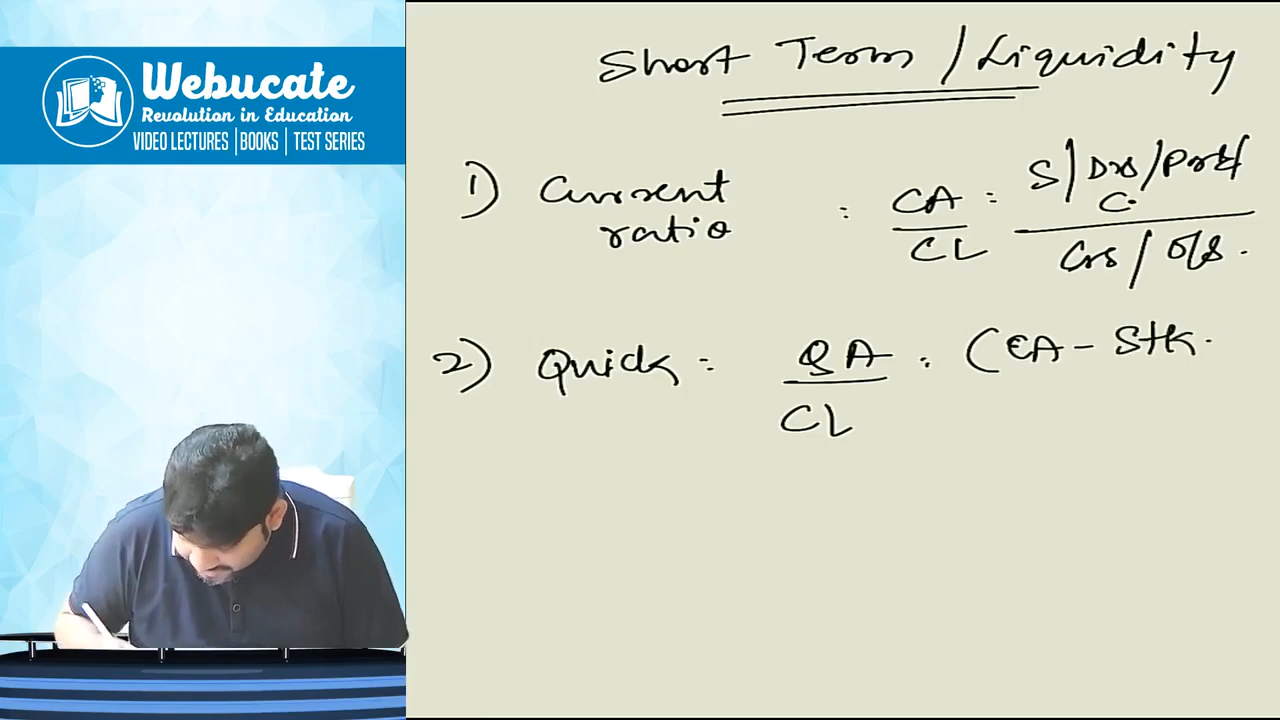 Webucate
Revolution in Education
VIDEO LECTURES | BOOKS | TEST SERIES
Short Term / Liquidity
1) Current ratio = CA / CL = S / Drs /
C.
Crs / O/S.
2) Quick = QA / CL = (CA - Stk.